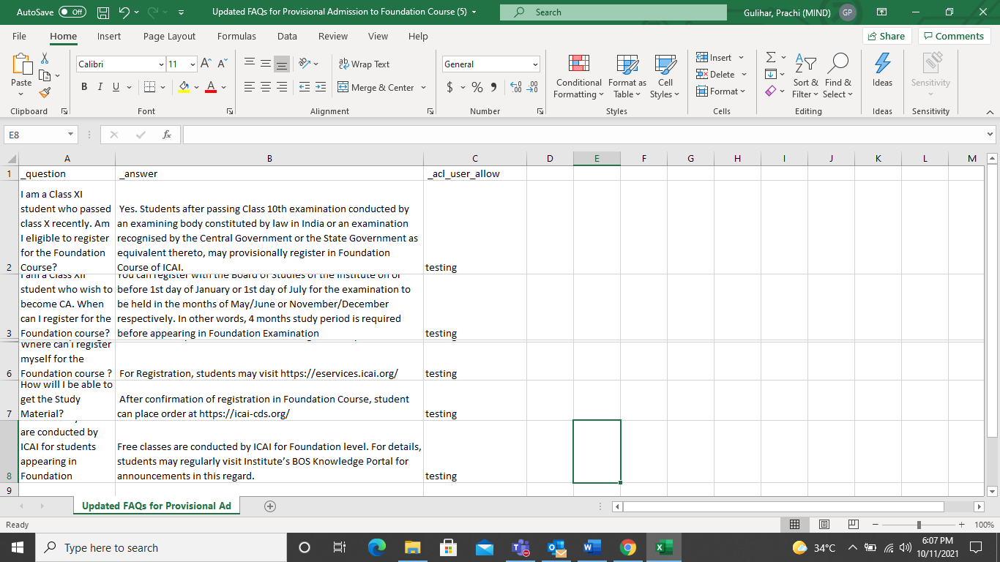 AutoSave Off Updated FAQs for Provisional Admission to Foundation Course (5) Search Gulihar, Prachi (MIND) GP
File Home Insert Page Layout Formulas Data Review View Help Share Comments
Paste
Calibri 11
B I U A
Wrap Text
Merge & Center
General
$ % 9
Conditional Formatting
Format as Table
Cell Styles
Insert
Delete
Format
Sort & Filter
Find & Select
Ideas
Sensitivity
Clipboard Font Alignment Number Styles Cells Editing Ideas Sensitivity
E8 fx
A B C D E F G H I J K L M
1 _question _answer _acl_user_allow
I am a Class XI
student who passed
class X recently. Am
I eligible to register
for the Foundation
2 Course?
Yes. Students after passing Class 10th examination conducted by
an examining body constituted by law in India or an examination
recognised by the Central Government or the State Government as
equivalent thereto, may provisionally register in Foundation
Course of ICAI.
testing
I am a Class XII
student who wish to
become CA. When
can I register for the
3 Foundation course?
You can register with the Board of Studies of the Institute on or
before 1st day of January or 1st day of July for the examination to
be held in the months of May/June or November/December
respectively. In other words, 4 months study period is required
before appearing in Foundation Examination
testing
Where can I register
myself for the
6 Foundation course ?
For Registration, students may visit https://eservices.icai.org/
testing
How will I be able to
get the Study
7 Material?
After confirmation of registration in Foundation Course, student
can place order at https://icai-cds.org/
testing
are conducted by
ICAI for students
appearing in
8 Foundation
Free classes are conducted by ICAI for Foundation level. For details,
students may regularly visit Institute's BOS Knowledge Portal for
announcements in this regard.
testing
9
Updated FAQs for Provisional Ad
Ready 100%
Type here to search 34°C 6:07 PM
10/11/2021